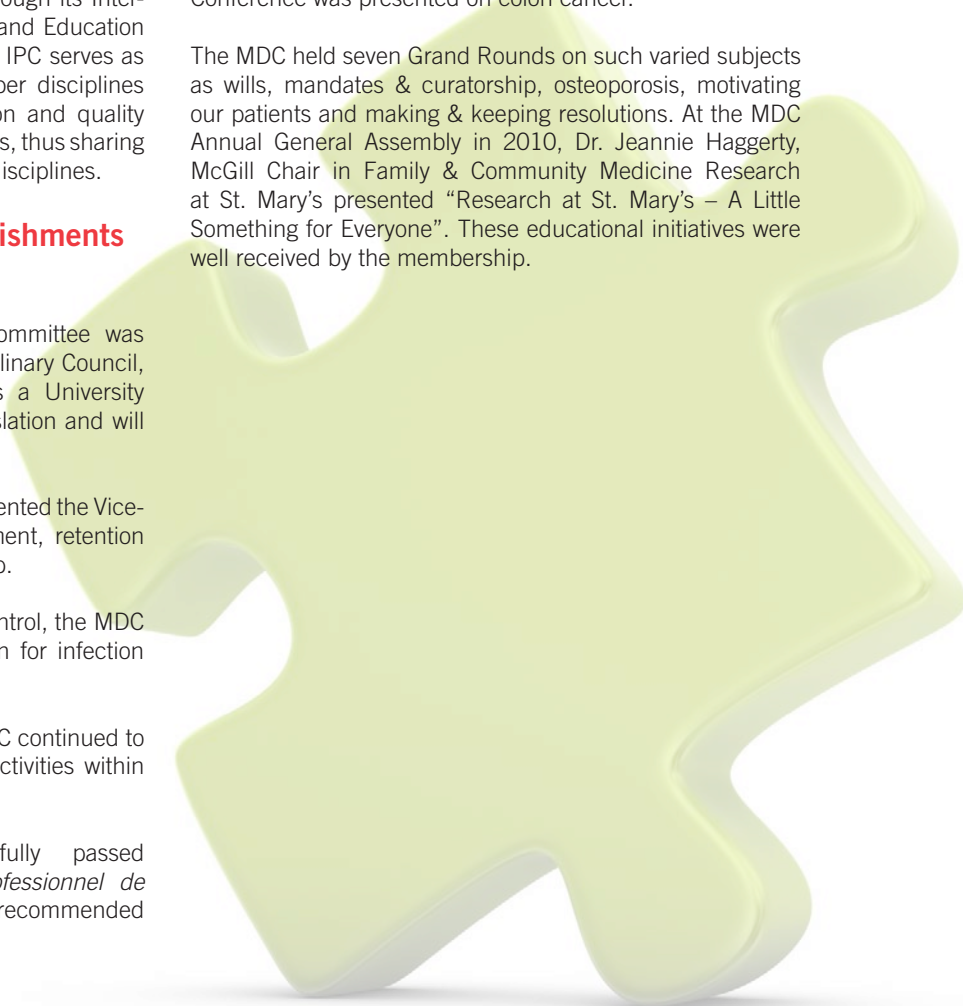 ough its Inter-
and Education
IPC serves as
ber disciplines
on and quality
s, thus sharing
isciplines.
ishments
ommittee was
linary Council,
s a University
slation and will
ented the Vice-
ment, retention
o.
ntrol, the MDC
n for infection
C continued to
ctivities within
fully passed
ofessionnel de
recommended
Conference was presented on colon cancer.
The MDC held seven Grand Rounds on such varied subjects
as wills, mandates & curatorship, osteoporosis, motivating
our patients and making & keeping resolutions. At the MDC
Annual General Assembly in 2010, Dr. Jeannie Haggerty,
McGill Chair in Family & Community Medicine Research
at St. Mary's presented “Research at St. Mary's – A Little
Something for Everyone”. These educational initiatives were
well received by the membership.